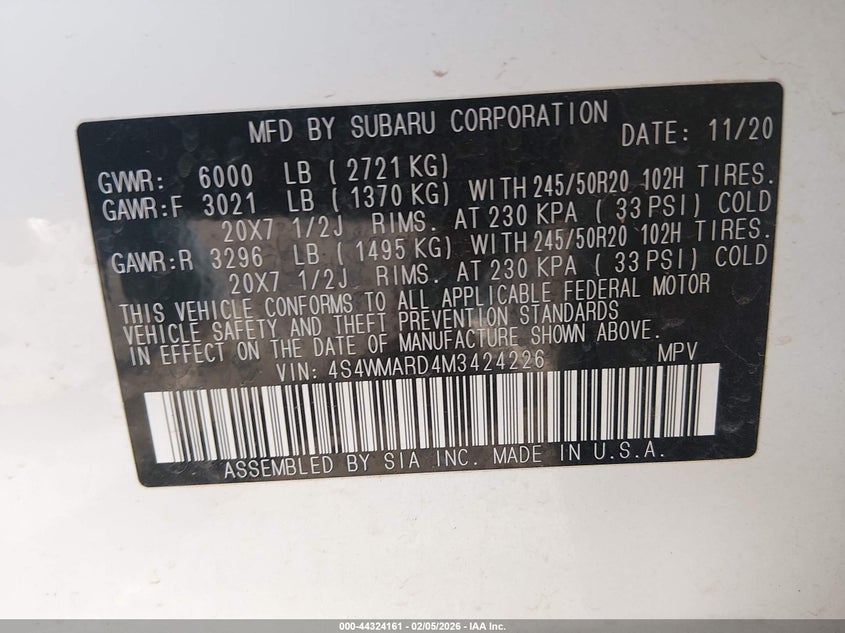 MFD BY SUBARU CORPORATION DATE: 11/20
GVWR: 6000 LB ( 2721 KG)
GAWR:F 3021 LB ( 1370 KG) WITH 245/50R20 102H TIRES.
20X7 1/2J RIMS. AT 230 KPA ( 33 PSI) COLD
GAWR:R 3296 LB ( 1495 KG) WITH 245/50R20 102H TIRES.
20X7 1/2J RIMS. AT 230 KPA ( 33 PSI) COLD
THIS VEHICLE CONFORMS TO ALL APPLICABLE FEDERAL MOTOR
VEHICLE SAFETY AND THEFT PREVENTION STANDARDS
IN EFFECT ON THE DATE OF MANUFACTURE SHOWN ABOVE.
VIN: 4S4WMARD4M3424226 MPV
ASSEMBLED BY SIA INC. MADE IN U.S.A.
000-44324161 - 02/05/2026 - IAA Inc.